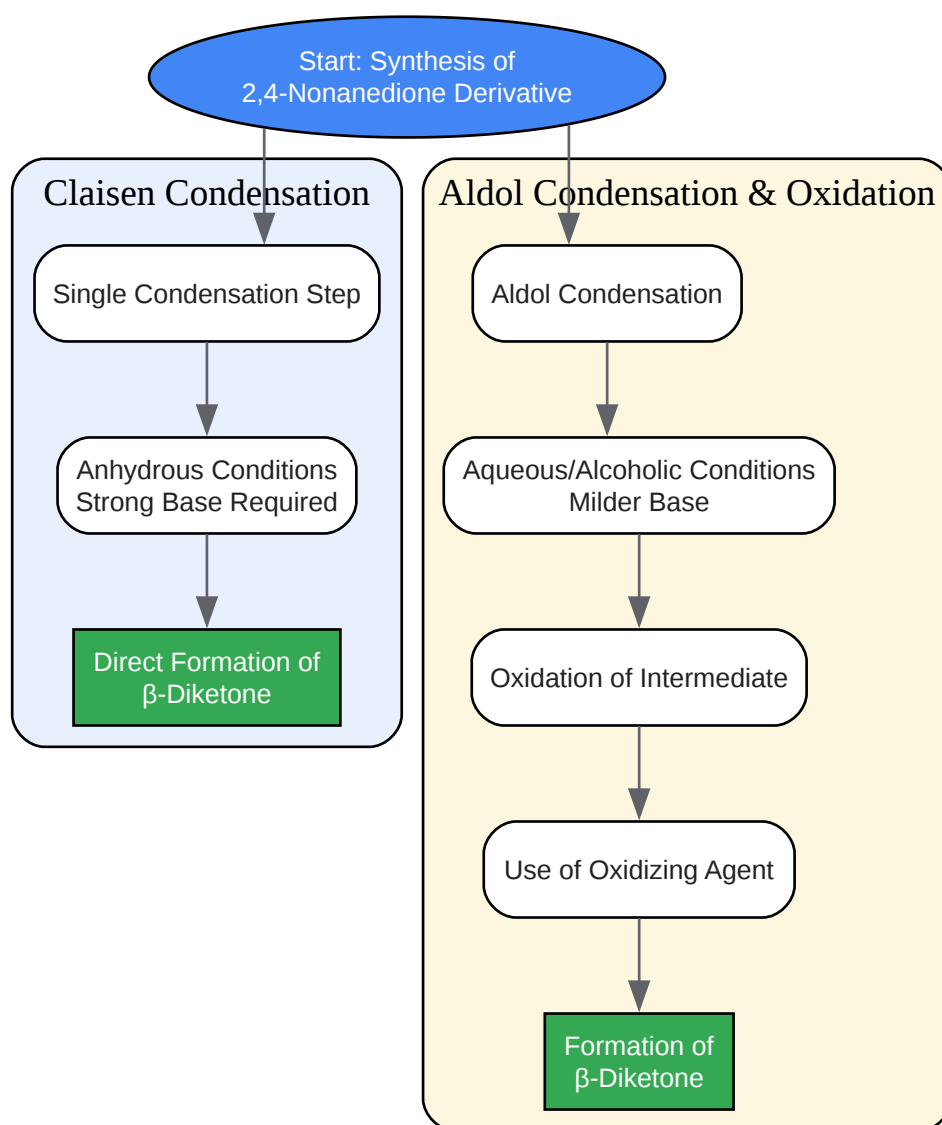 Start: Synthesis of
2,4-Nonanedione Derivative
Claisen Condensation
Single Condensation Step
Anhydrous Conditions
Strong Base Required
Direct Formation of
β-Diketone
Aldol Condensation & Oxidation
Aldol Condensation
Aqueous/Alcoholic Conditions
Milder Base
Oxidation of Intermediate
Use of Oxidizing Agent
Formation of
β-Diketone